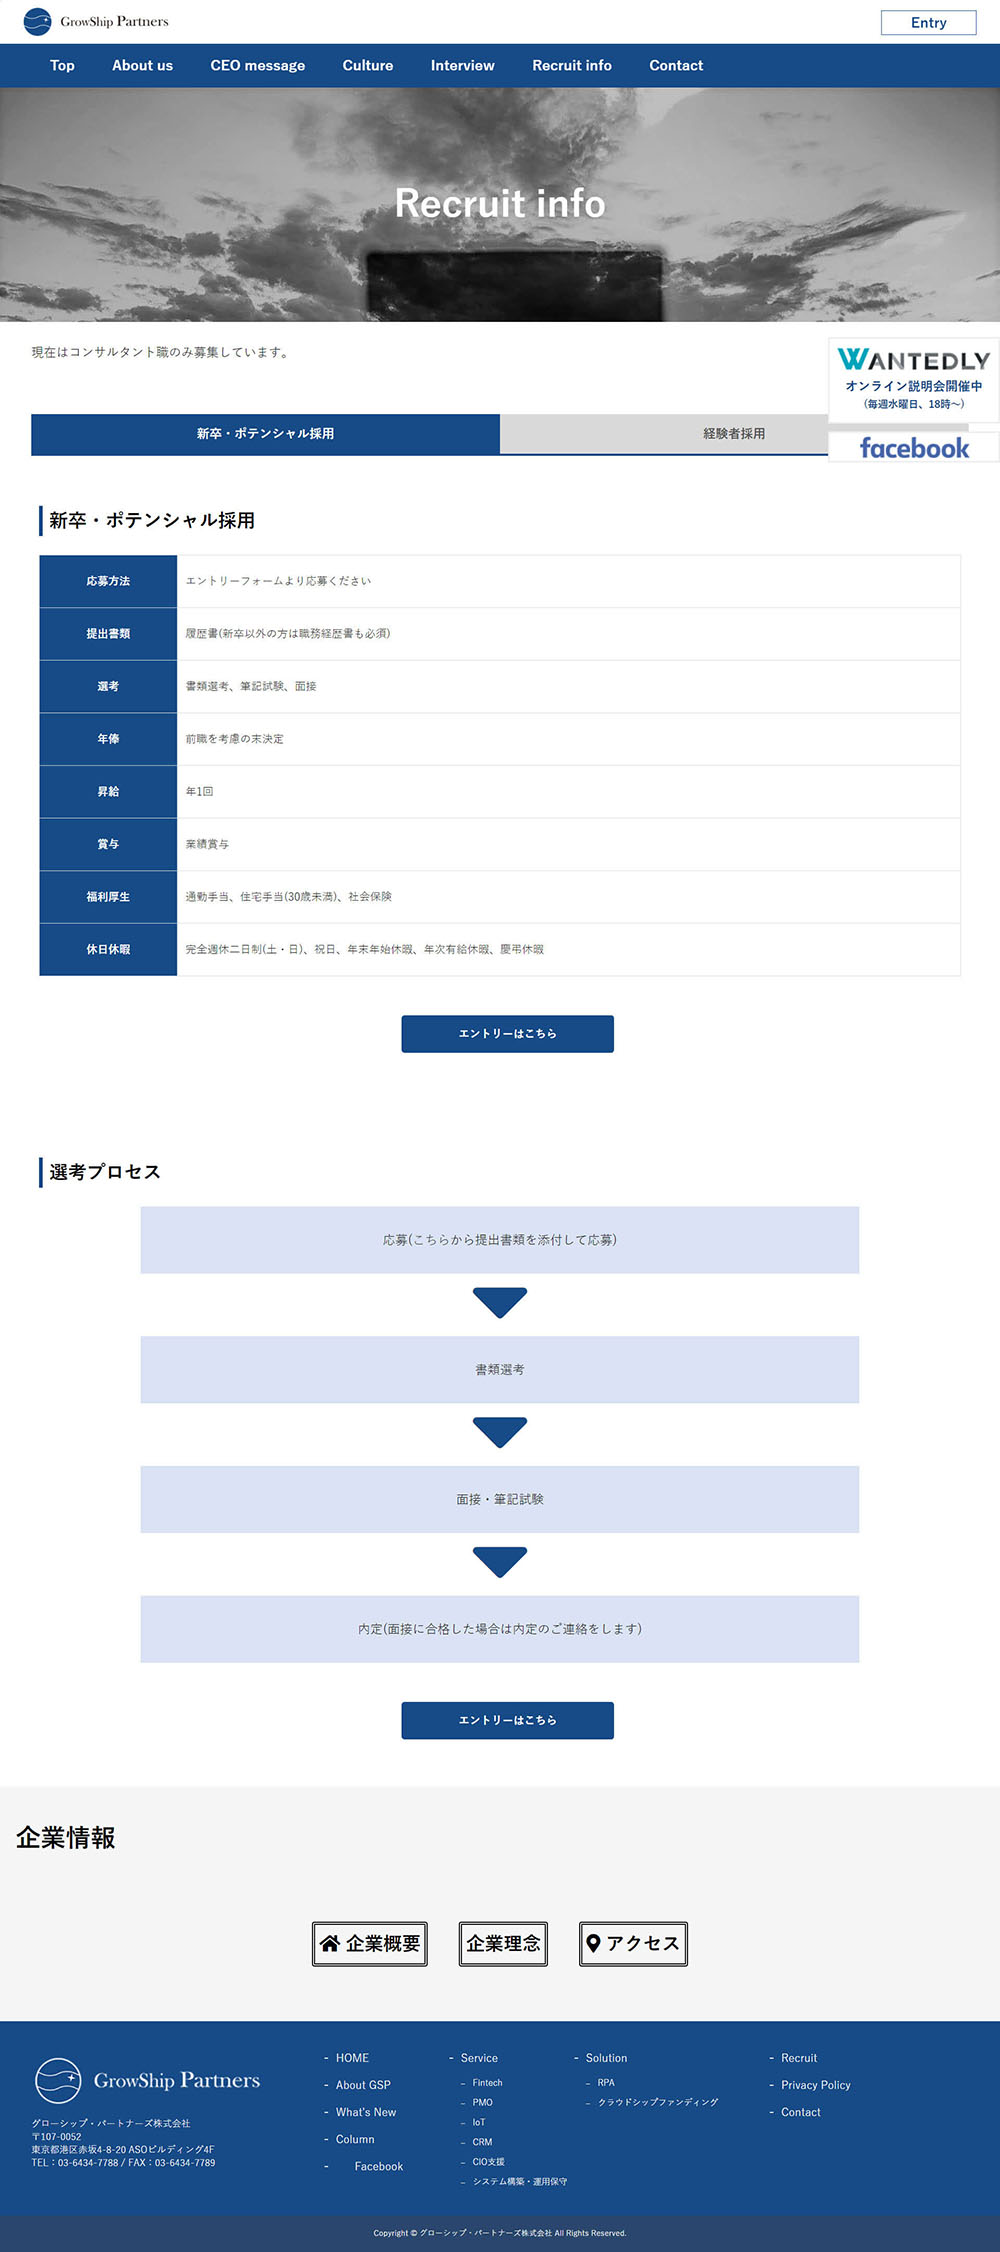 GrowShip Partners
Entry
Top About us CEO message Culture Interview Recruit info Contact
Recruit info
現在はコンサルタント職のみ募集しています。
WANTEDLY
オンライン説明会開催中
(毎週水曜日、18時〜)
facebook
新卒・ポテンシャル採用 経験者採用
新卒・ポテンシャル採用
応募方法 エントリーフォームより応募ください
提出書類 履歴書(新卒以外の方は職務経歴書も必須)
選考 書類選考、筆記試験、面接
年俸 前職を考慮の末決定
昇給 年1回
賞与 業績賞与
福利厚生 通勤手当、住宅手当(30歳未満)、社会保険
休日休暇 完全週休二日制(土・日)、祝日、年末年始休暇、年次有給休暇、慶弔休暇
エントリーはこちら
選考プロセス
応募(こちらから提出書類を添付して応募)
書類選考
面接・筆記試験
内定(面接に合格した場合は内定のご連絡をします)
エントリーはこちら
企業情報
企業概要 企業理念 アクセス
GrowShip Partners
グローシップ・パートナーズ株式会社
〒107-0052
東京都港区赤坂4-8-20 ASOビルディング4F
TEL：03-6434-7788 / FAX：03-6434-7789
- HOME
- About GSP
- What's New
- Column
- Facebook
- Service
– Fintech
– PMO
– IoT
– CRM
– CIO支援
– システム構築・運用保守
- Solution
– RPA
– クラウドシップファンディング
- Recruit
- Privacy Policy
- Contact
Copyright © グローシップ・パートナーズ株式会社 All Rights Reserved.